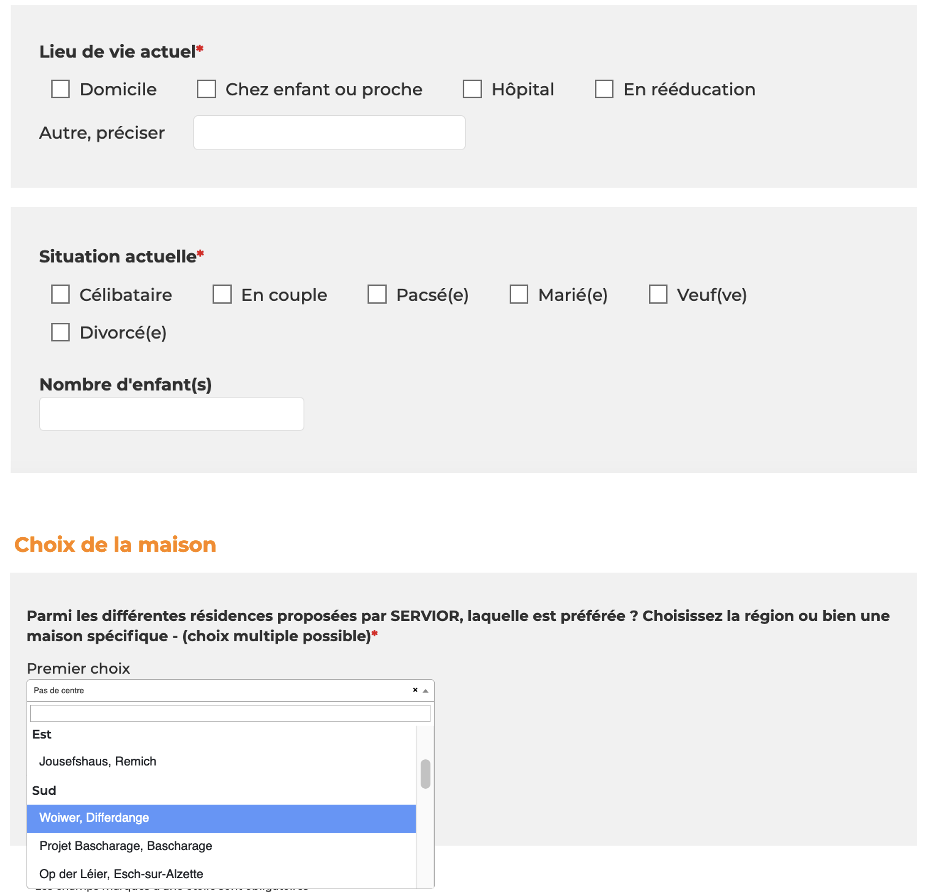 Lieu de vie actuel*
Domicile Chez enfant ou proche Hôpital En rééducation
Autre, préciser
Situation actuelle*
Célibataire En couple Pacsé(e) Marié(e) Veuf(ve)
Divorcé(e)
Nombre d'enfant(s)
Choix de la maison
Parmi les différentes résidences proposées par SERVIOR, laquelle est préférée ? Choisissez la région ou bien une
maison spécifique - (choix multiple possible)*
Premier choix
Pas de centre ×
Est
Jousefshaus, Remich
Sud
Woiwer, Differdange
Projet Bascharage, Bascharage
Op der Léier, Esch-sur-Alzette